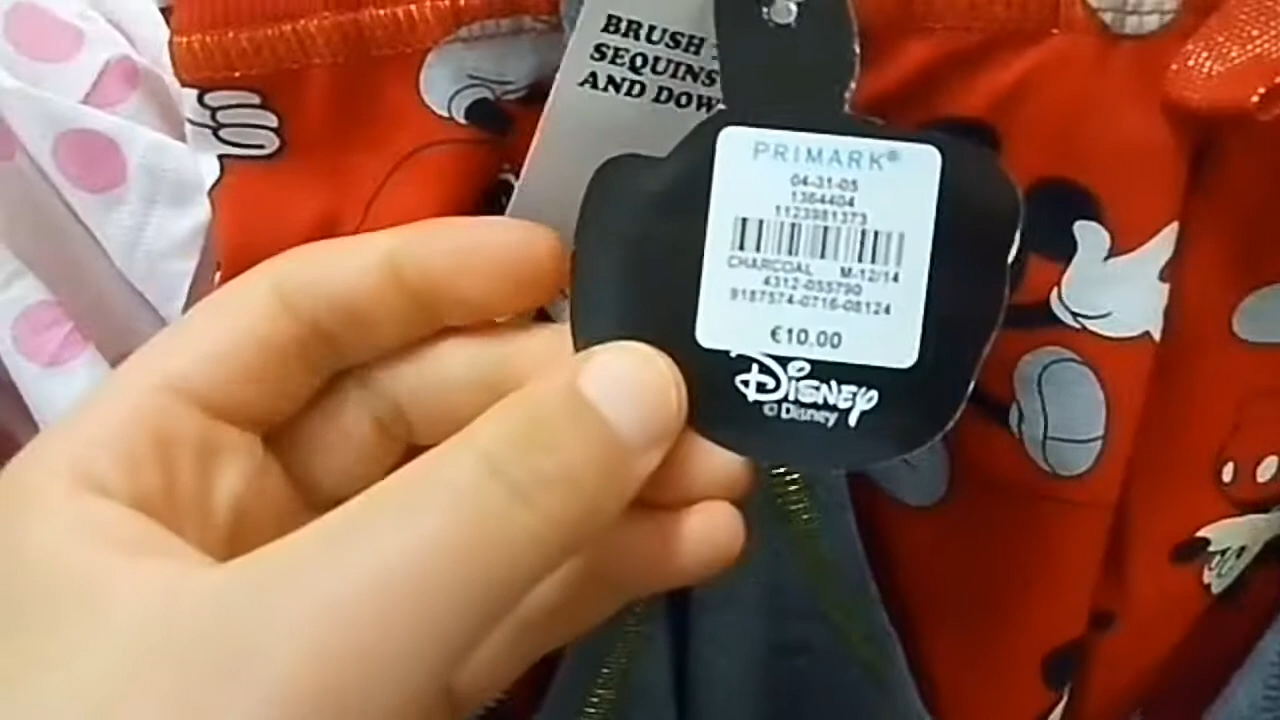 BRUSH
SEQUINS
AND DOW
PRIMARK®
04-31-05
1364404
1123981373
CHARCOAL M-12/14
4312-055790
9187574-0716-08124
€10.00
Disney
© Disney